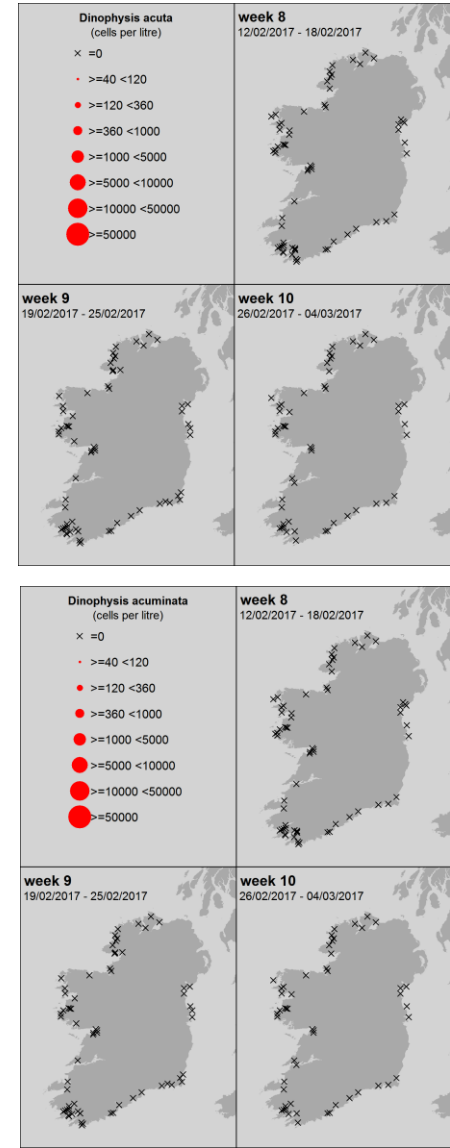 Dinophysis acuta
(cells per litre)
× =0
>=40 <120
>=120 <360
>=360 <1000
>=1000 <5000
>=5000 <10000
>=10000 <50000
>=50000
week 8
12/02/2017 - 18/02/2017
week 9
19/02/2017 - 25/02/2017
week 10
26/02/2017 - 04/03/2017
Dinophysis acuminata
(cells per litre)
× =0
>=40 <120
>=120 <360
>=360 <1000
>=1000 <5000
>=5000 <10000
>=10000 <50000
>=50000
week 8
12/02/2017 - 18/02/2017
week 9
19/02/2017 - 25/02/2017
week 10
26/02/2017 - 04/03/2017